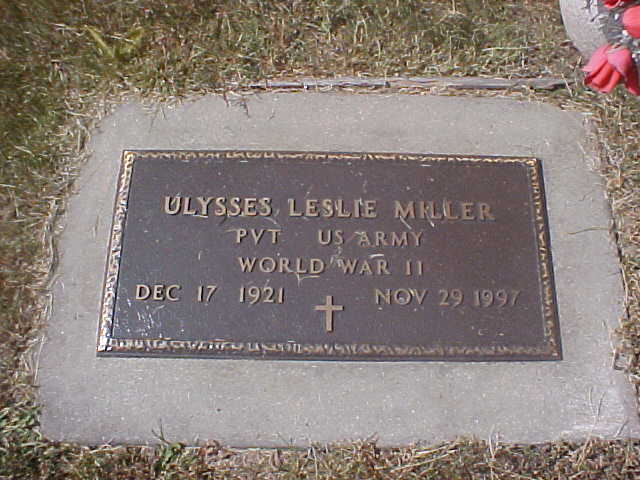 ULYSSES LESLIE MILLER
PVT US ARMY
WORLD WAR II
DEC 17 1921 NOV 29 1997